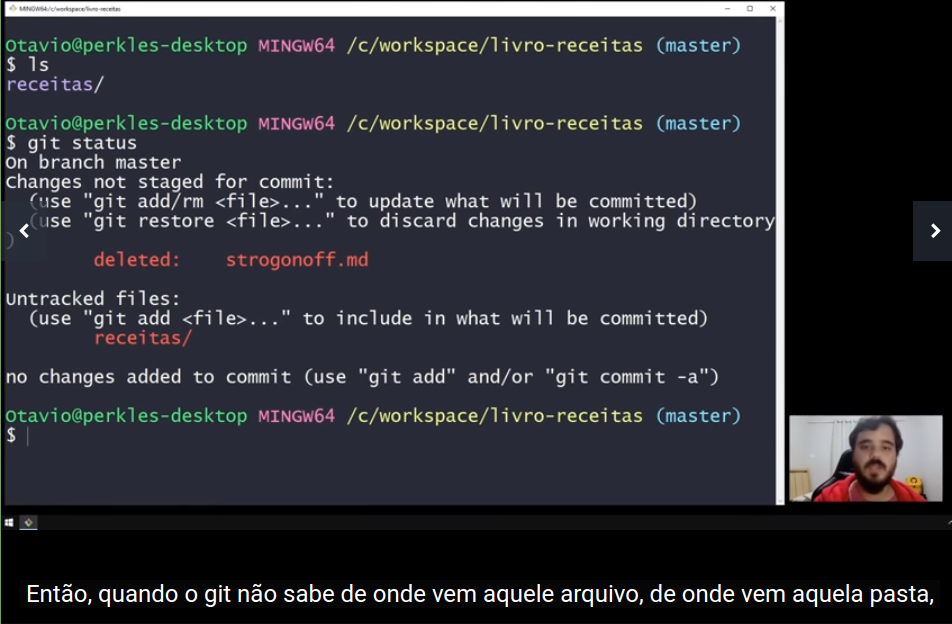 MINGW64:/c/workspace/livro-receitas
Otavio@perkles-desktop MINGW64 /c/workspace/livro-receitas (master)
$ ls
receitas/
Otavio@perkles-desktop MINGW64 /c/workspace/livro-receitas (master)
$ git status
On branch master
Changes not staged for commit:
(use "git add/rm <file>..." to update what will be committed)
(use "git restore <file>..." to discard changes in working directory
)
deleted: strogonoff.md
Untracked files:
(use "git add <file>..." to include in what will be committed)
receitas/
no changes added to commit (use "git add" and/or "git commit -a")
Otavio@perkles-desktop MINGW64 /c/workspace/livro-receitas (master)
$
Então, quando o git não sabe de onde vem aquele arquivo, de onde vem aquela pasta,